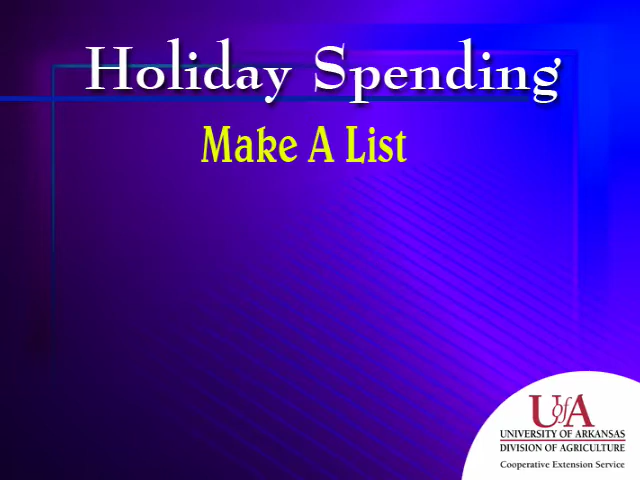 Holiday Spending
Make A List
UofA
UNIVERSITY OF ARKANSAS
DIVISION OF AGRICULTURE
Cooperative Extension Service